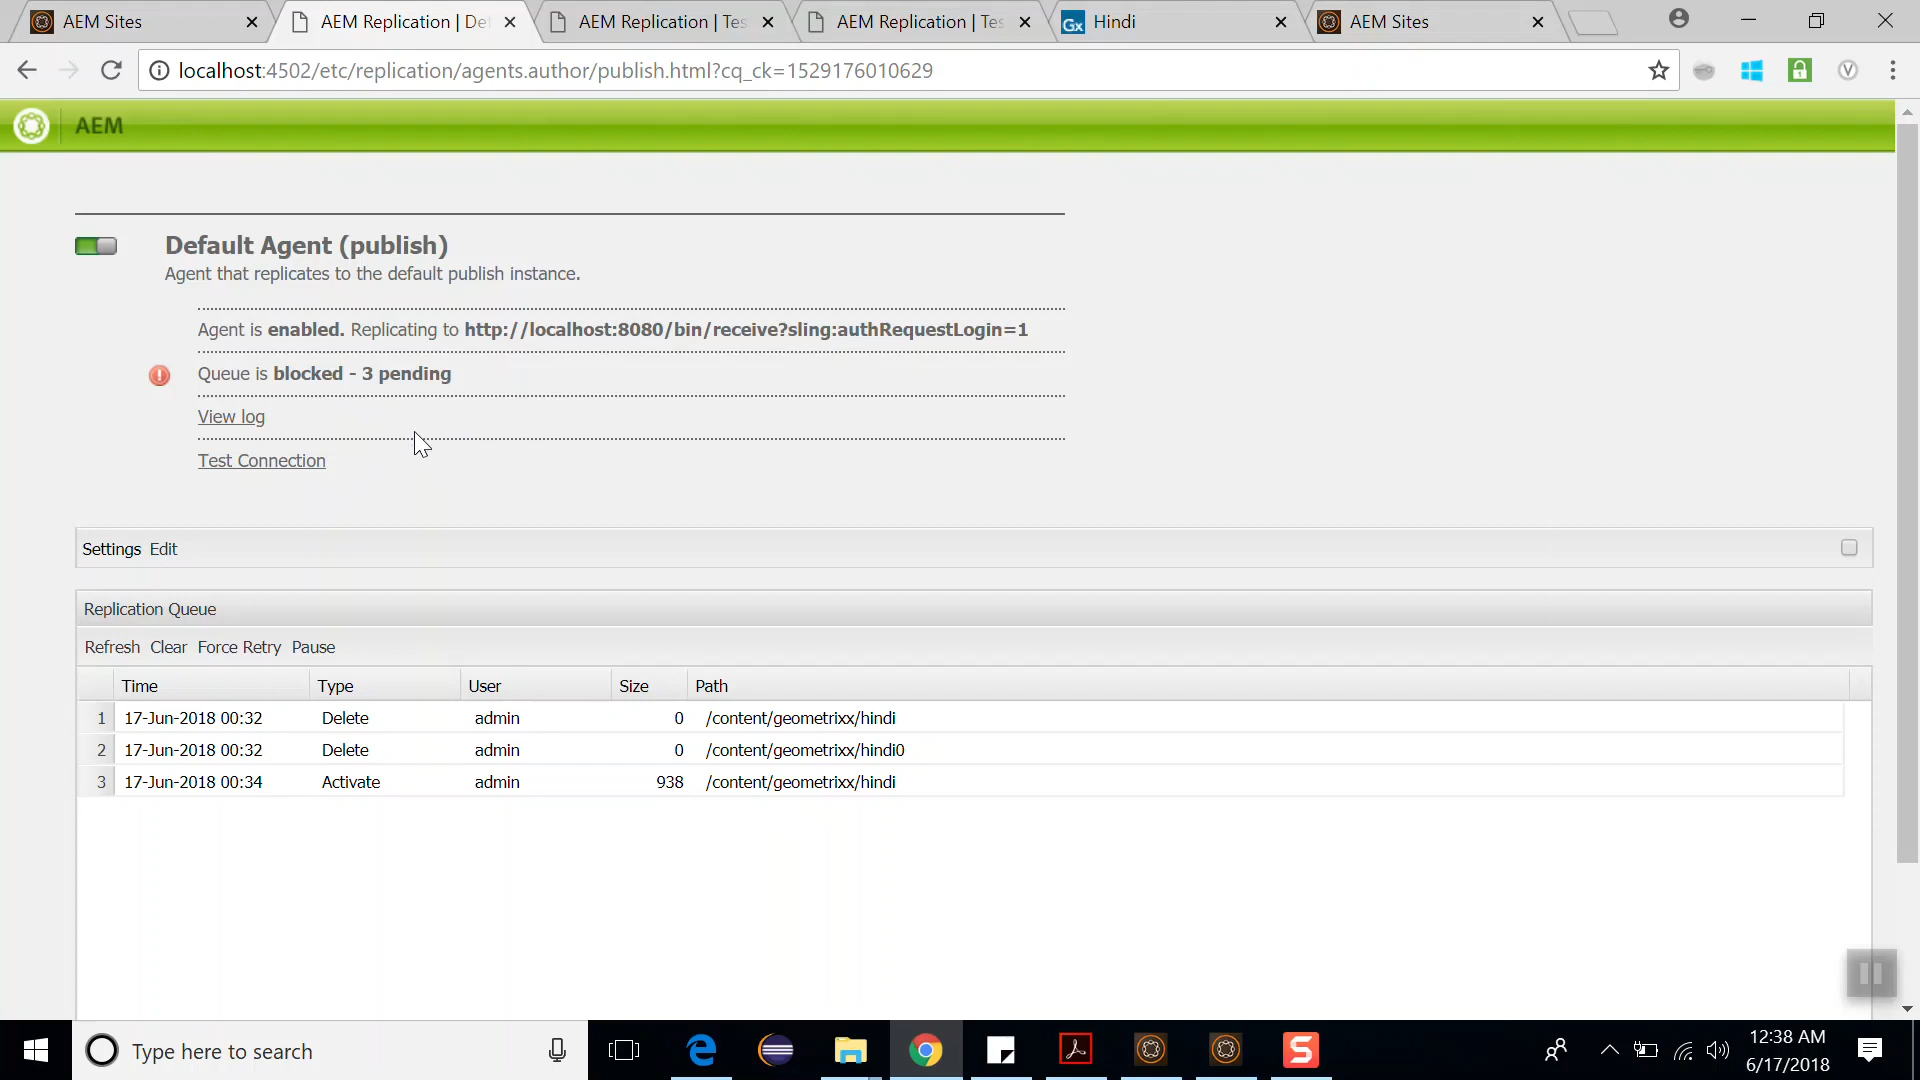 AEM Sites
AEM Replication | De
AEM Replication | Tes
AEM Replication | Tes
Gx Hindi
AEM Sites
localhost:4502/etc/replication/agents.author/publish.html?cq_ck=1529176010629
AEM
Default Agent (publish)
Agent that replicates to the default publish instance.
Agent is enabled. Replicating to http://localhost:8080/bin/receive?sling:authRequestLogin=1
Queue is blocked - 3 pending
View log
Test Connection
Settings Edit
Replication Queue
Refresh Clear Force Retry Pause
Time Type User Size Path
1 17-Jun-2018 00:32 Delete admin 0 /content/geometrixx/hindi
2 17-Jun-2018 00:32 Delete admin 0 /content/geometrixx/hindi0
3 17-Jun-2018 00:34 Activate admin 938 /content/geometrixx/hindi
Type here to search
12:38 AM
6/17/2018